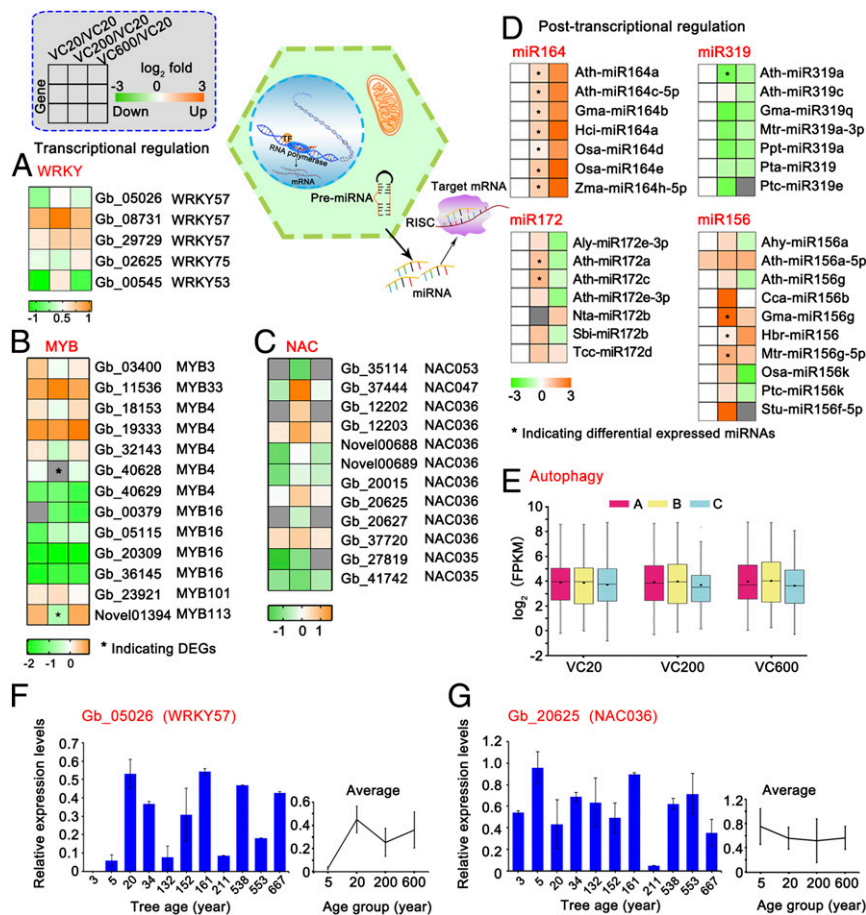 VC20/VC20
VC200/VC20
VC600/VC20
Gene
log2 fold
-3 0 3
Down Up
Transcriptional regulation
A
WRKY
Gb_05026 WRKY57
Gb_08731 WRKY57
Gb_29729 WRKY57
Gb_02625 WRKY75
Gb_00545 WRKY53
-1 0.5 1
TF
RNA polymerase
mRNA
Pre-miRNA
Target mRNA
RISC
miRNA
B
MYB
Gb_03400 MYB3
Gb_11536 MYB33
Gb_18153 MYB4
Gb_19333 MYB4
Gb_32143 MYB4
* Gb_40628 MYB4
Gb_40629 MYB4
Gb_00379 MYB16
Gb_05115 MYB16
Gb_20309 MYB16
Gb_36145 MYB16
Gb_23921 MYB101
* Novel01394 MYB113
-2 -1 0
* Indicating DEGs
C
NAC
Gb_35114 NAC053
Gb_37444 NAC047
Gb_12202 NAC036
Gb_12203 NAC036
Novel00688 NAC036
Novel00689 NAC036
Gb_20015 NAC036
Gb_20625 NAC036
Gb_20627 NAC036
Gb_37720 NAC036
Gb_27819 NAC035
Gb_41742 NAC035
-1 0 1
D
Post-transcriptional regulation
miR164
* Ath-miR164a
* Ath-miR164c-5p
* Gma-miR164b
* Hci-miR164a
* Osa-miR164d
* Osa-miR164e
* Zma-miR164h-5p
miR319
* Ath-miR319a
Ath-miR319c
Gma-miR319q
Mtr-miR319a-3p
Ppt-miR319a
Pta-miR319
Ptc-miR319e
miR172
Aly-miR172e-3p
* Ath-miR172a
* Ath-miR172c
Ath-miR172e-3p
Nta-miR172b
Sbi-miR172b
Tcc-miR172d
-3 0 3
miR156
Ahy-miR156a
Ath-miR156a-5p
Ath-miR156g
Cca-miR156b
* Gma-miR156g
* Hbr-miR156
* Mtr-miR156g-5p
Osa-miR156k
Ptc-miR156k
Stu-miR156f-5p
* Indicating differential expressed miRNAs
E
Autophagy
A B C
log2 (FPKM)
10
8
6
4
2
0
-2
VC20 VC200 VC600
F
Gb_05026 (WRKY57)
Relative expression levels
0.7
0.6
0.5
0.4
0.3
0.2
0.1
0
3 5 20 34 132 152 161 211 538 553 667
Tree age (year)
Average
0.6
0.4
0.2
0
5 20 200 600
Age group (year)
G
Gb_20625 (NAC036)
Relative expression levels
1.2
1.0
0.8
0.6
0.4
0.2
0
3 5 20 34 132 152 161 211 538 553 667
Tree age (year)
Average
1.2
0.8
0.4
0
5 20 200 600
Age group (year)